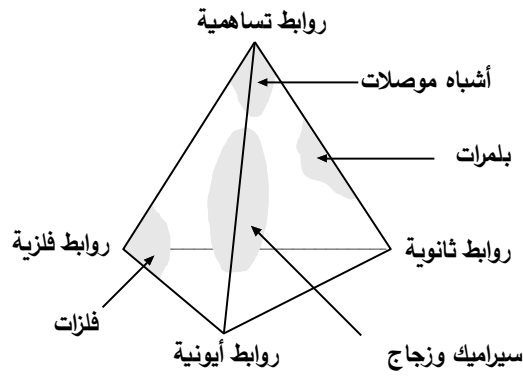 روابط تساهمية
أشباه موصلات
بلمرات
روابط فلزية
روابط ثانوية
فلزات
روابط أيونية
سيراميك وزجاج